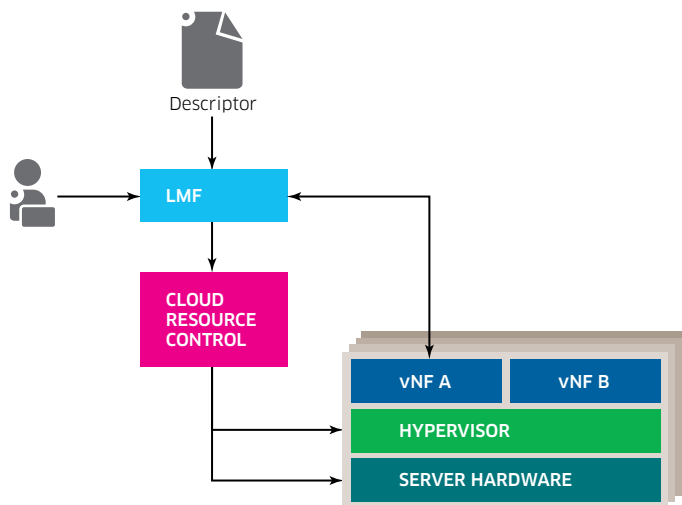 Descriptor
LMF
CLOUD
RESOURCE
CONTROL
vNF A
vNF B
HYPERVISOR
SERVER HARDWARE